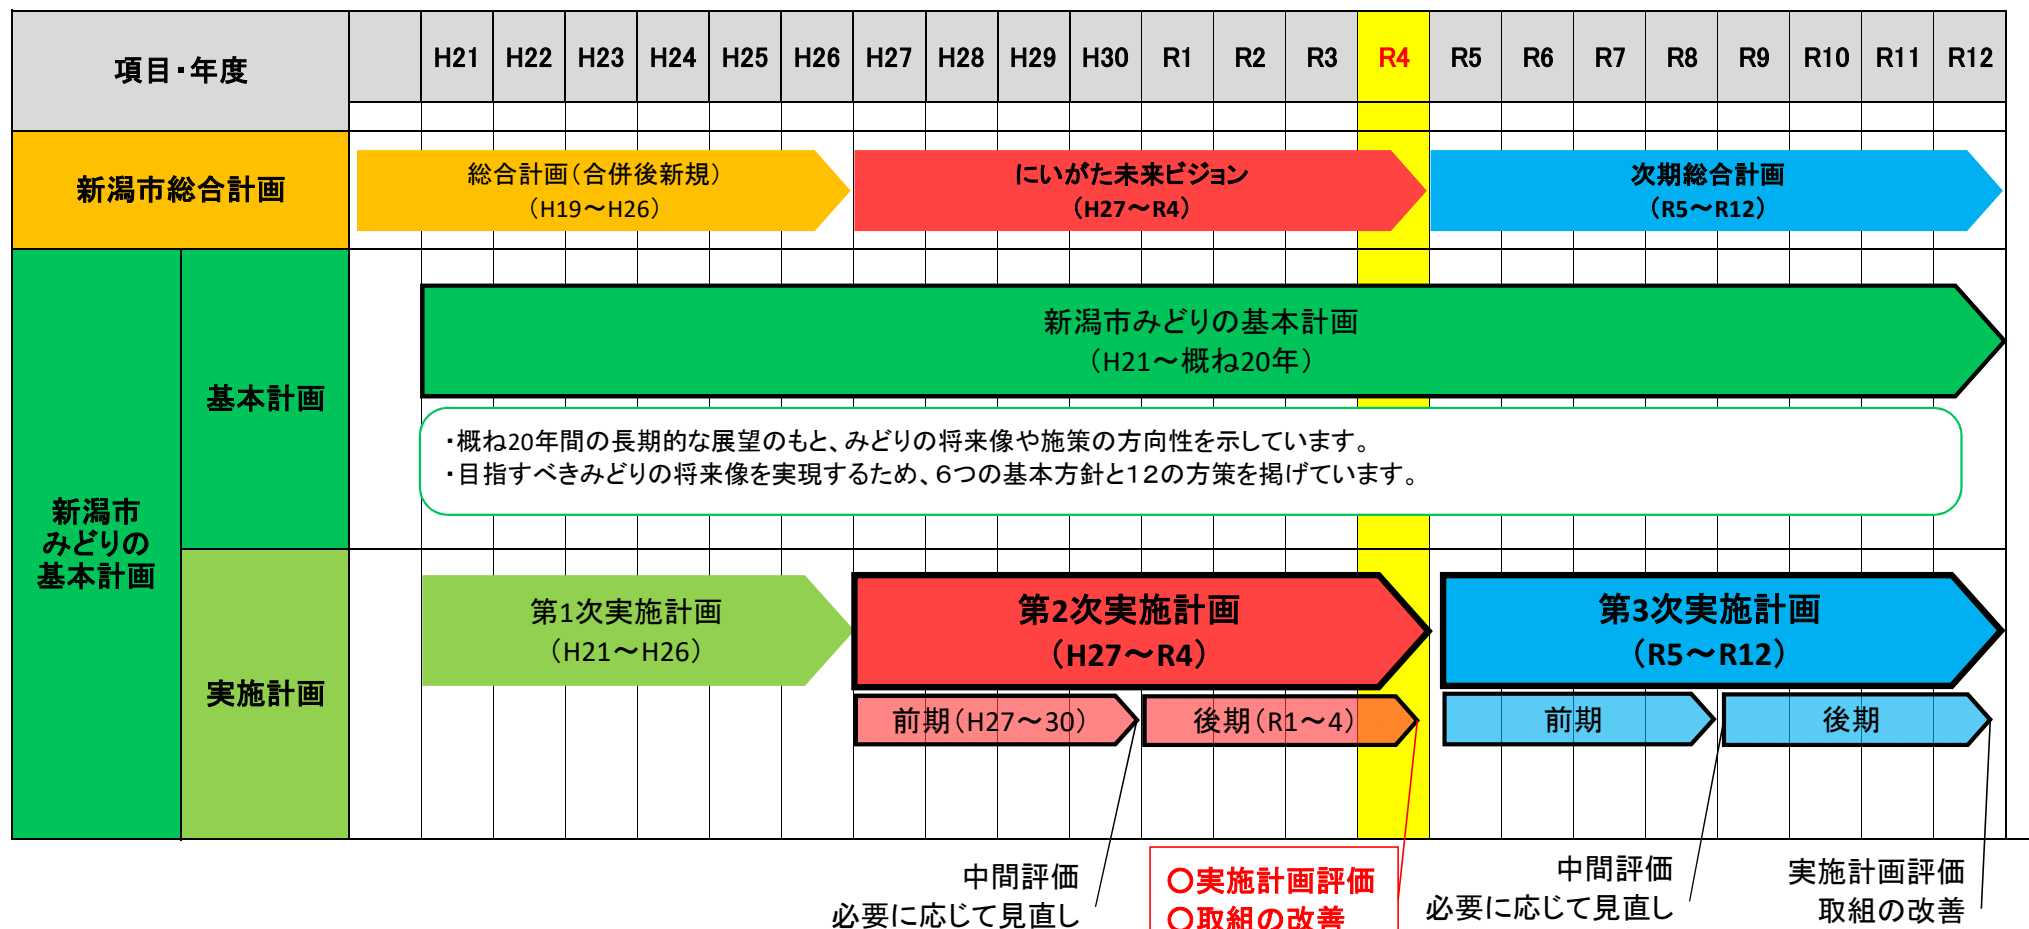 項目・年度
H21 H22 H23 H24 H25 H26 H27 H28 H29 H30 R1 R2 R3 R4 R5 R6 R7 R8 R9 R10 R11 R12
新潟市総合計画
総合計画（合併後新規）
（H19～H26）
にいがた未来ビジョン
（H27～R4）
次期総合計画
（R5～R12）
新潟市
みどりの
基本計画
基本計画
新潟市みどりの基本計画
（H21～概ね20年）
・概ね20年間の長期的な展望のもと、みどりの将来像や施策の方向性を示しています。
・目指すべきみどりの将来像を実現するため、６つの基本方針と１２の方策を掲げています。
実施計画
第1次実施計画
（H21～H26）
第2次実施計画
（H27～R4）
第3次実施計画
（R5～R12）
前期（H27～30）
後期（R1～4）
前期
後期
中間評価
必要に応じて見直し
○実施計画評価
○取組の改善
中間評価
必要に応じて見直し
実施計画評価
取組の改善